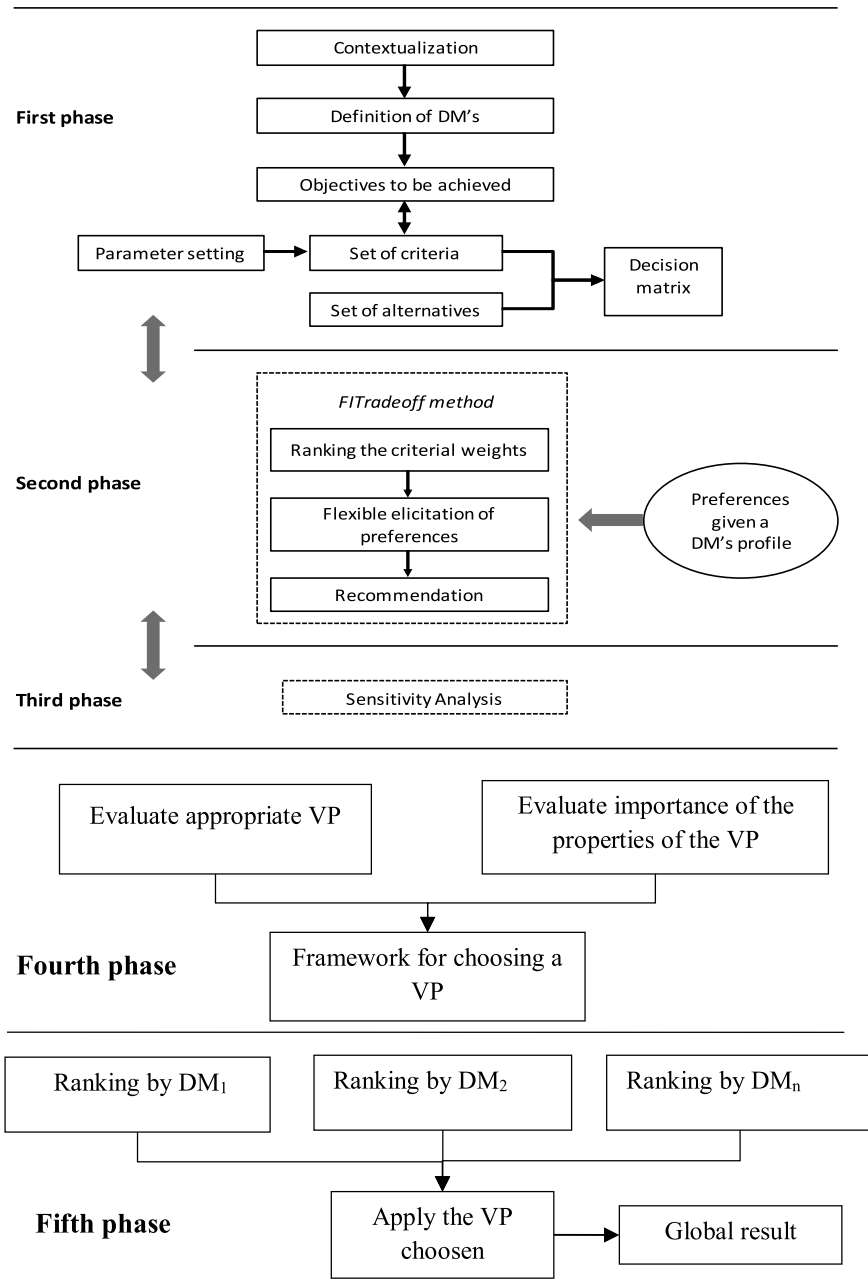 Contextualization
First phase
Definition of DM's
Objectives to be achieved
Parameter setting
Set of criteria
Decision
matrix
Set of alternatives
FITradeoff method
Ranking the criterial weights
Second phase
Flexible elicitation of
preferences
Preferences
given a
DM's profile
Recommendation
Third phase
Sensitivity Analysis
Evaluate appropriate VP
Evaluate importance of the
properties of the VP
Fourth phase
Framework for choosing a
VP
Ranking by DM1
Ranking by DM2
Ranking by DMn
Fifth phase
Apply the VP
choosen
Global result